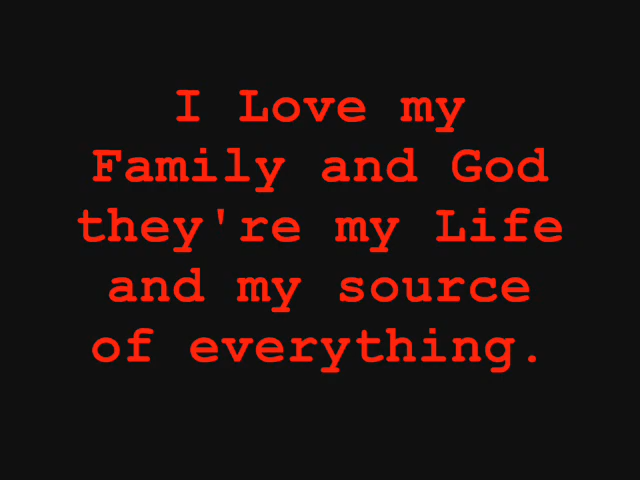 I Love my
Family and God
they're my Life
and my source
of everything.